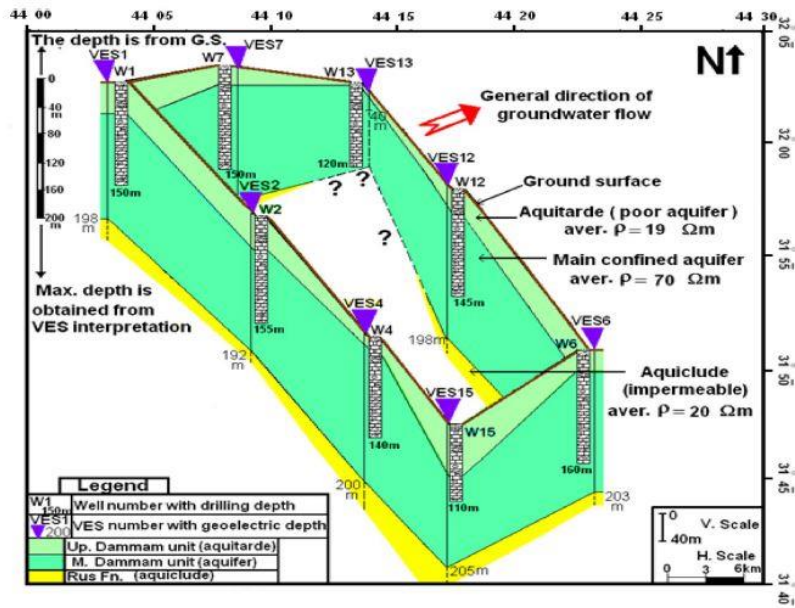 44 00
44 05
44 10
44 15
44 20
44 25
44 30
32 05
32 00
31 55
31 50
31 45
31 40
The depth is from G.S.
0
m
40
m
80
120
160
200
m
Max. depth is
obtained from
VES interpretation
VES1
W1
150m
198
m
W7
VES7
150m
W13
VES13
120m
40
m
VES2
W2
155m
192
m
?
?
?
VES12
W12
145m
198m
VES4
W4
140m
200
m
VES15
W15
110m
205m
VES6
W6
160m
203
m
N↑
General direction of
groundwater flow
Ground surface
Aquitarde ( poor aquifer )
aver. ρ = 19 Ωm
Main confined aquifer
aver. ρ = 70 Ωm
Aquiclude
(impermeable)
aver. ρ = 20 Ωm
Legend
W1
150m
Well number with drilling depth
VES1
200
VES number with geoelectric depth
Up. Dammam unit (aquitarde)
M. Dammam unit (aquifer)
Rus Fn. (aquiclude)
0
40m
V. Scale
H. Scale
0 3 6km